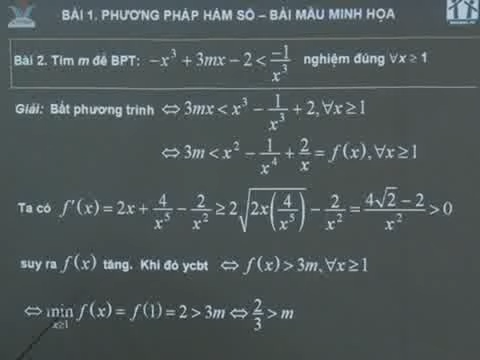 BÀI 1. PHƯƠNG PHÁP HÀM SỐ – BÀI MẪU MINH HỌA
Bài 2. Tìm m để BPT: −x³ + 3mx − 2 < −1/x³ nghiệm đúng ∀x ≥ 1
Giải: Bất phương trình ⇔ 3mx < x³ − 1/x³ + 2, ∀x ≥ 1
⇔ 3m < x² − 1/x⁴ + 2/x = f(x), ∀x ≥ 1
Ta có f'(x) = 2x + 4/x⁵ − 2/x² ≥ 2√(2x(4/x⁵)) − 2/x² = (4√2 − 2)/x² > 0
suy ra f(x) tăng. Khi đó ycbt ⇔ f(x) > 3m, ∀x ≥ 1
⇔ min f(x) = f(1) = 2 > 3m ⇔ 2/3 > m
x≥1